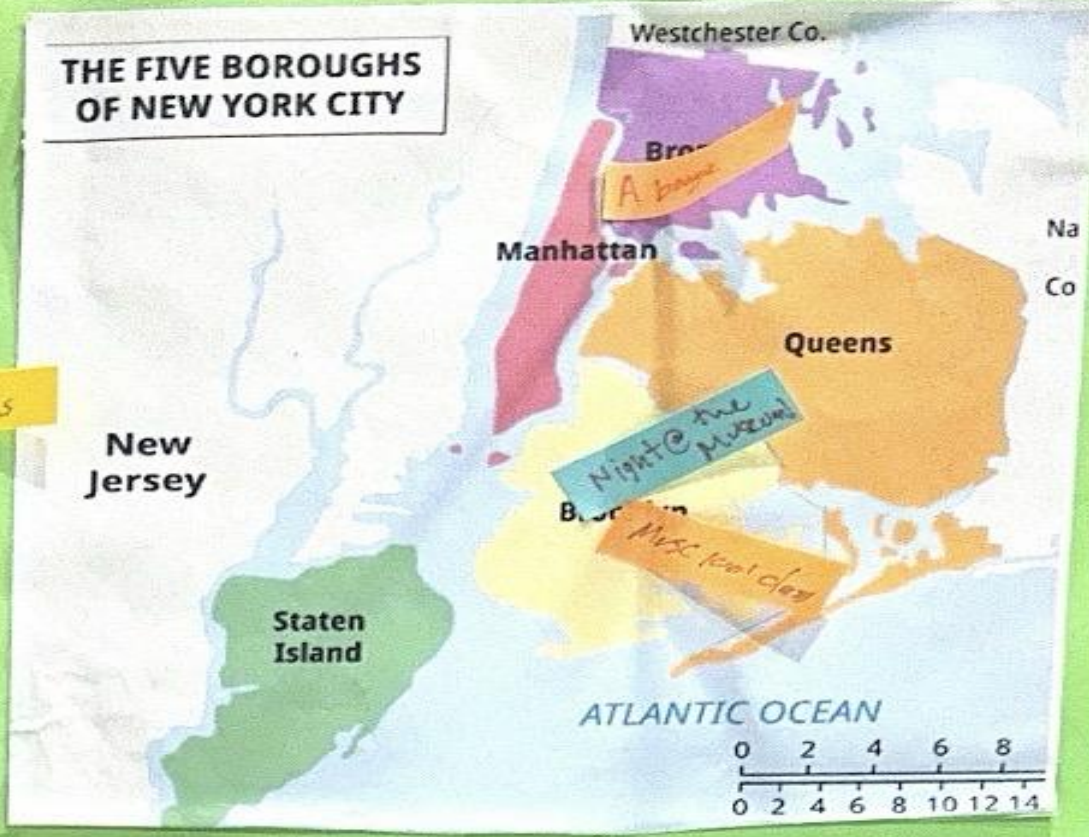 Westchester Co.
THE FIVE BOROUGHS
OF NEW YORK CITY
A
Manhattan
Na
Co
Queens
s
Night @ the
Museum
New
Jersey
Staten
Island
ATLANTIC OCEAN
0 2 4 6 8
0 2 4 6 8 10 12 14